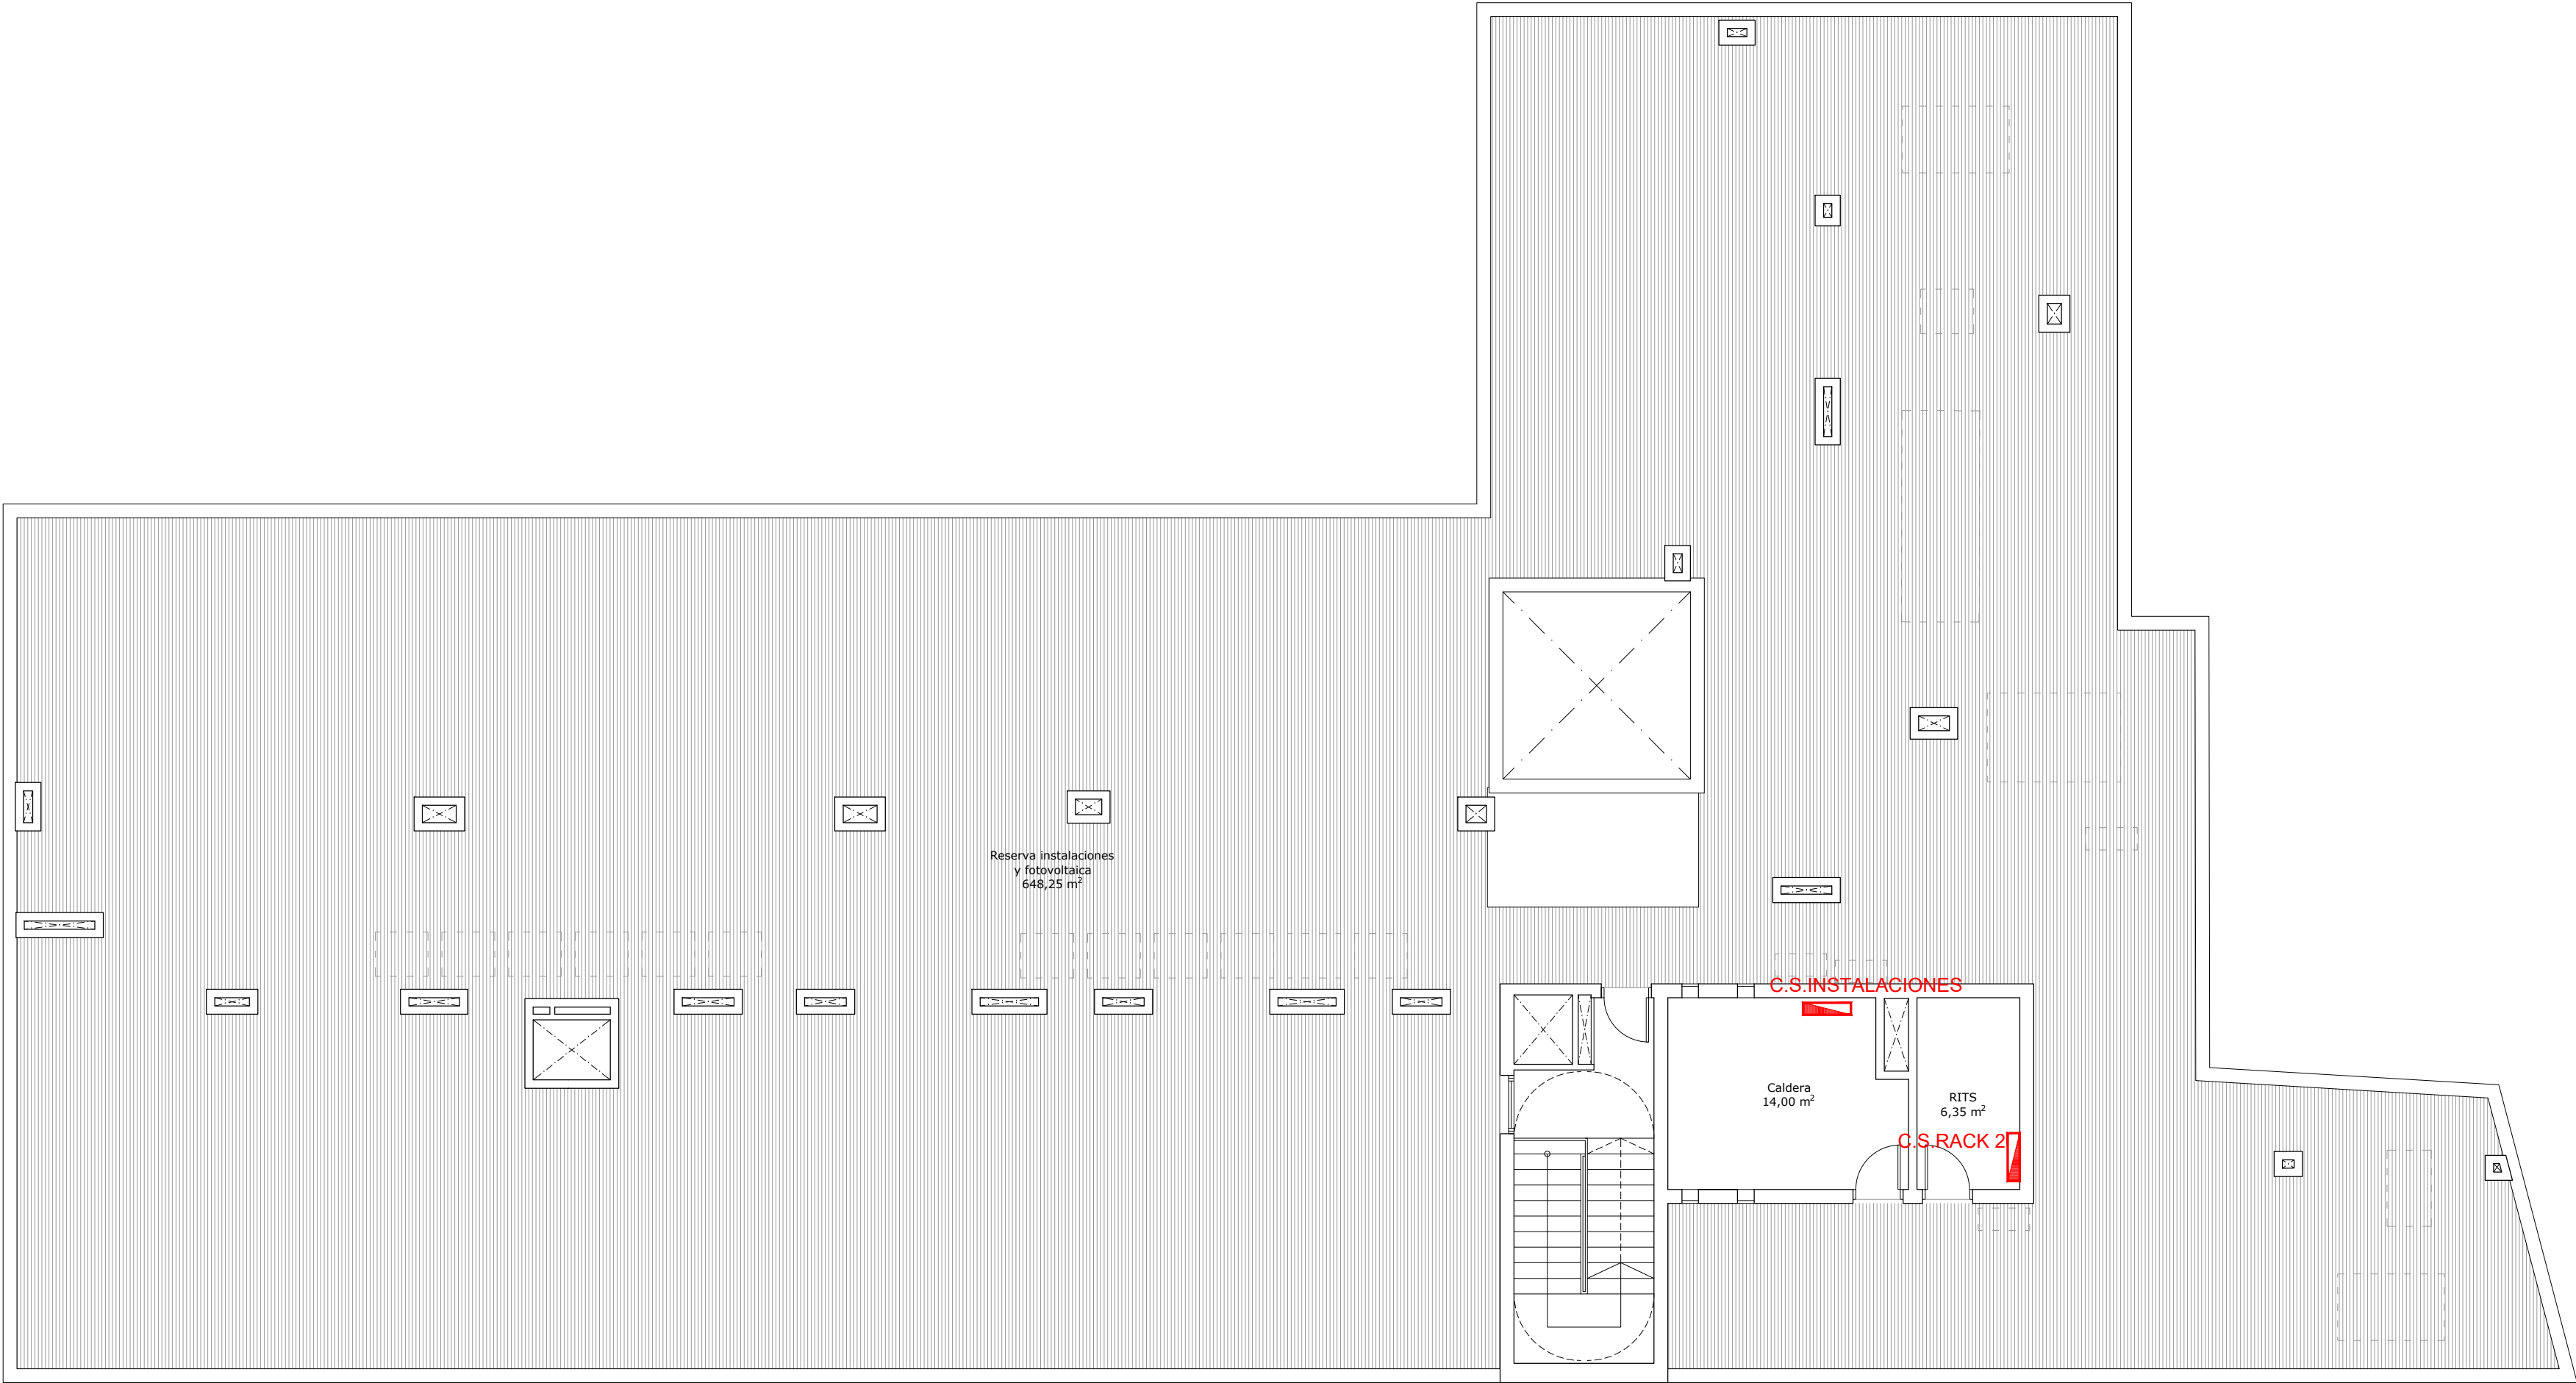 Reserva instalaciones
y fotovoltaica
648,25 m²
C.S.INSTALACIONES
Caldera
14,00 m²
RITS
6,35 m²
C.S.RACK 2